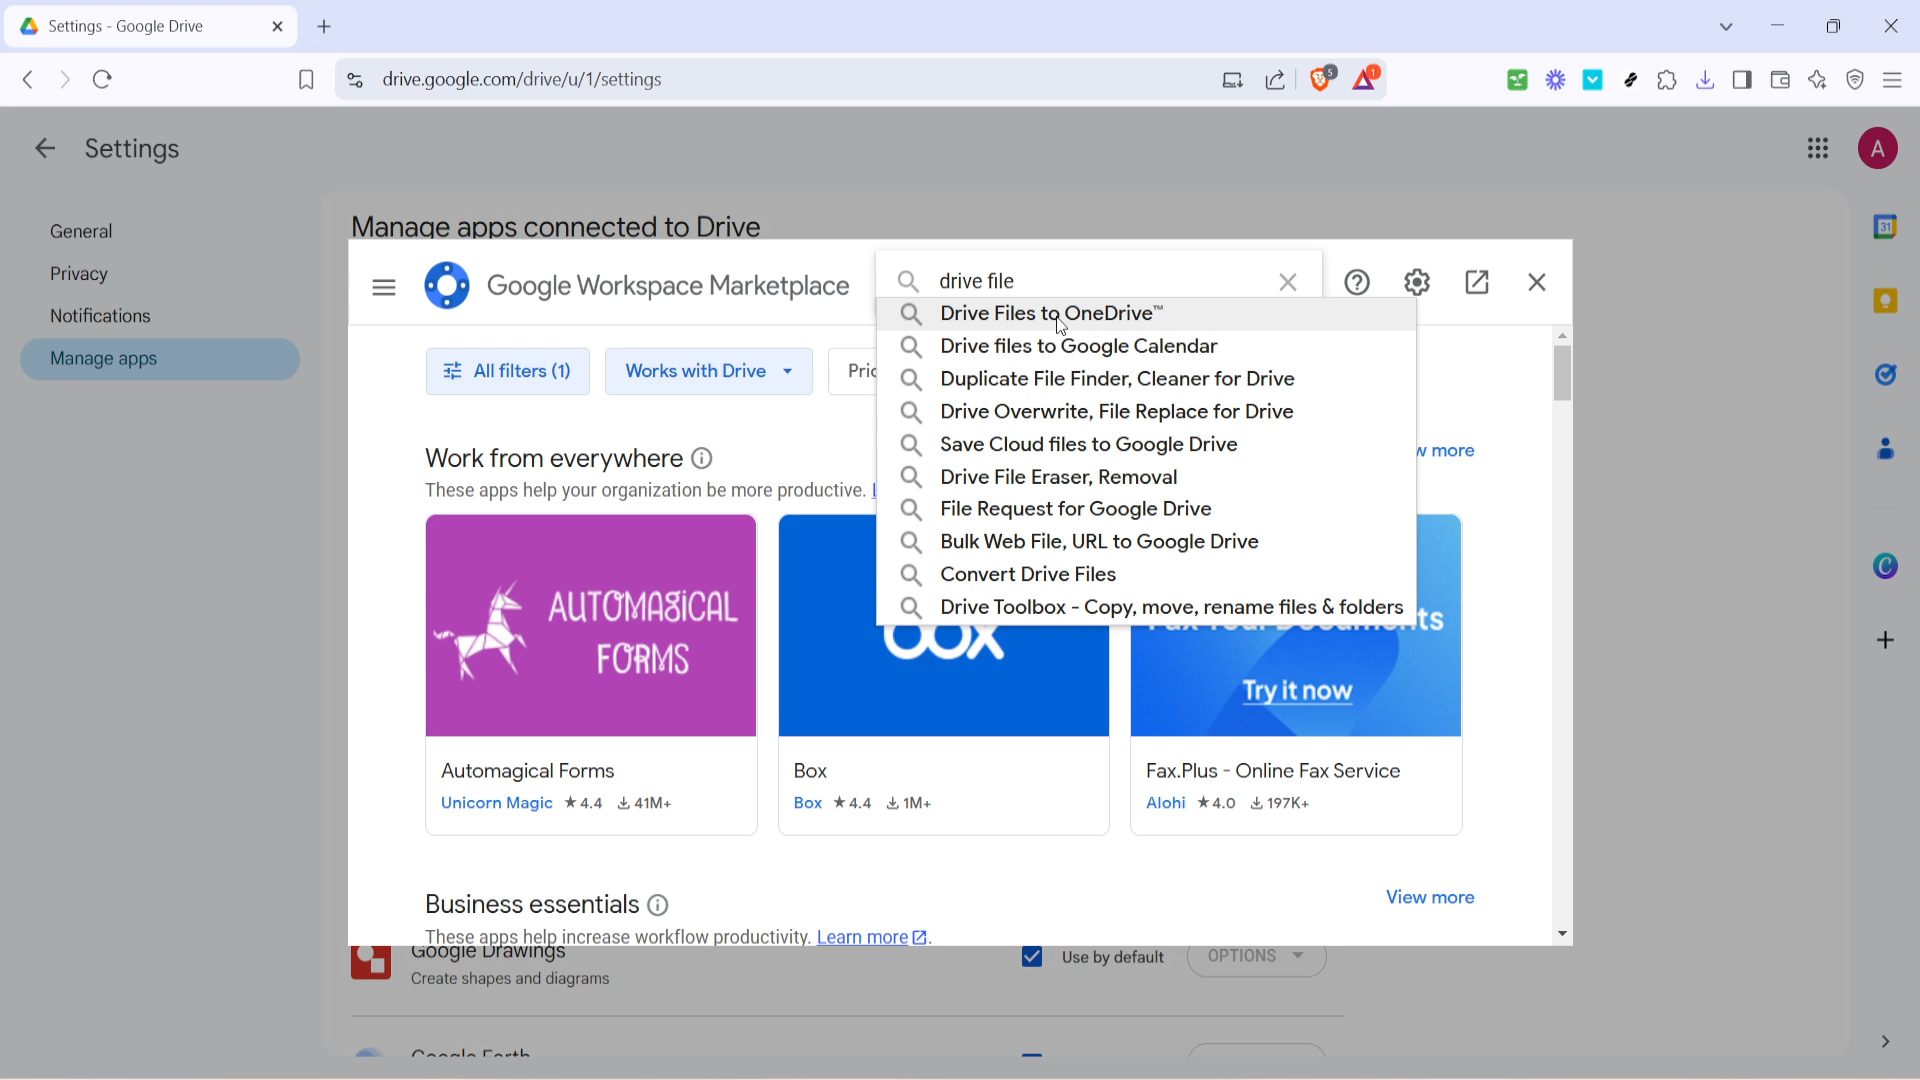 Settings - Google Drive
drive.google.com/drive/u/1/settings
5
1
Settings
A
General
Privacy
Notifications
Manage apps
Manage apps connected to Drive
31
Google Workspace Marketplace
drive file
Drive Files to OneDrive™
Drive files to Google Calendar
Duplicate File Finder, Cleaner for Drive
Drive Overwrite, File Replace for Drive
Save Cloud files to Google Drive
Drive File Eraser, Removal
File Request for Google Drive
Bulk Web File, URL to Google Drive
Convert Drive Files
Drive Toolbox - Copy, move, rename files & folders
All filters (1)
Works with Drive
Work from everywhere
These apps help your organization be more productive.
more
AUTOMAGICAL
FORMS
box
Try it now
Automagical Forms
Unicorn Magic ★ 4.4 41M+
Box
Box ★ 4.4 1M+
Fax.Plus - Online Fax Service
Alohi ★ 4.0 197K+
Business essentials
View more
These apps help increase workflow productivity. Learn more.
Google Drawings
Create shapes and diagrams
Use by default
OPTIONS
Google Earth